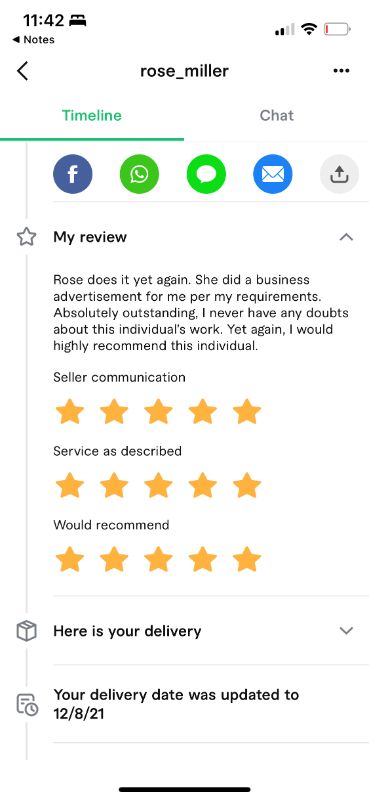 11:42
◀ Notes
rose_miller
Timeline
Chat
My review
Rose does it yet again. She did a business
advertisement for me per my requirements.
Absolutely outstanding, I never have any doubts
about this individual's work. Yet again, I would
highly recommend this individual.
Seller communication
Service as described
Would recommend
Here is your delivery
Your delivery date was updated to
12/8/21